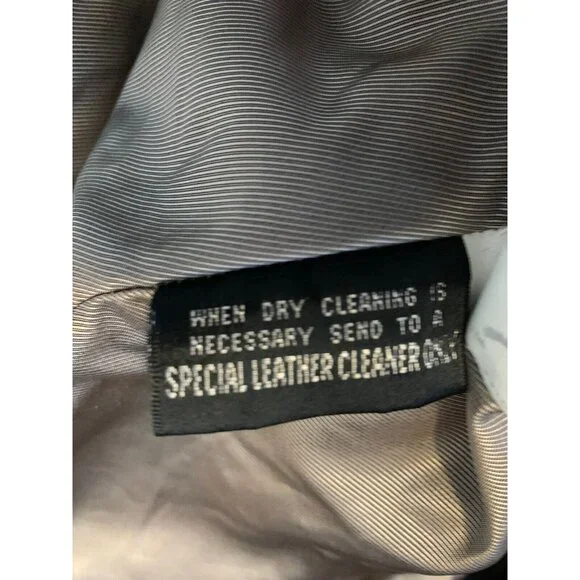 WHEN DRY CLEANING IS
NECESSARY SEND TO A
SPECIAL LEATHER CLEANER